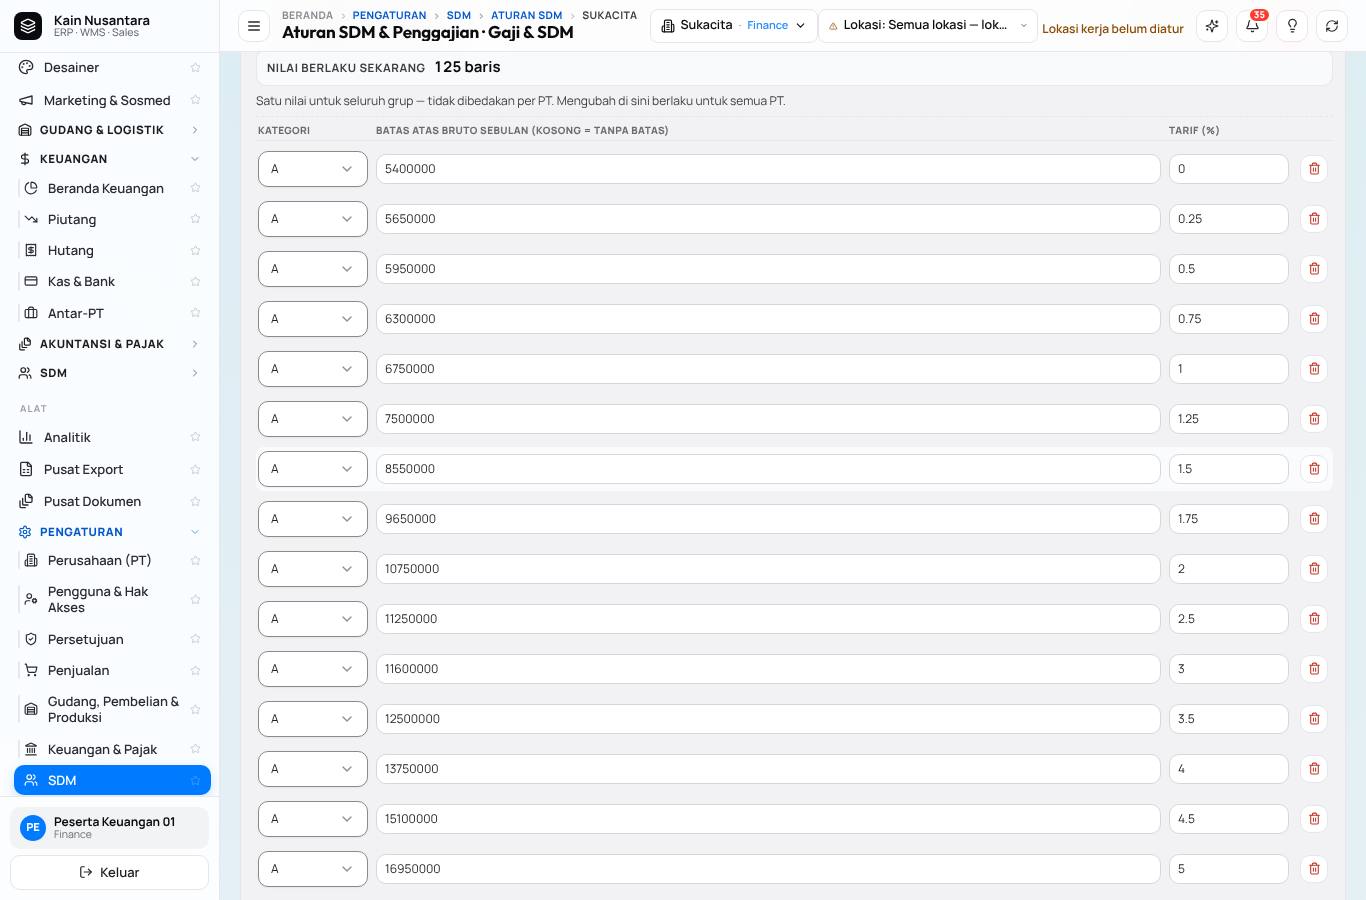 Kain Nusantara
ERP · WMS · Sales
BERANDA > PENGATURAN > SDM > ATURAN SDM > SUKACITA
Aturan SDM & Penggajian · Gaji & SDM
Sukacita · Finance
Lokasi: Semua lokasi — lok...
Lokasi kerja belum diatur
35
Desainer
Marketing & Sosmed
GUDANG & LOGISTIK
KEUANGAN
Beranda Keuangan
Piutang
Hutang
Kas & Bank
Antar-PT
AKUNTANSI & PAJAK
SDM
ALAT
Analitik
Pusat Export
Pusat Dokumen
PENGATURAN
Perusahaan (PT)
Pengguna & Hak
Akses
Persetujuan
Penjualan
Gudang, Pembelian &
Produksi
Keuangan & Pajak
SDM
PE
Peserta Keuangan 01
Finance
Keluar
NILAI BERLAKU SEKARANG 125 baris
Satu nilai untuk seluruh grup — tidak dibedakan per PT. Mengubah di sini berlaku untuk semua PT.
KATEGORI BATAS ATAS BRUTO SEBULAN (KOSONG = TANPA BATAS) TARIF (%)
A 5400000 0
A 5650000 0.25
A 5950000 0.5
A 6300000 0.75
A 6750000 1
A 7500000 1.25
A 8550000 1.5
A 9650000 1.75
A 10750000 2
A 11250000 2.5
A 11600000 3
A 12500000 3.5
A 13750000 4
A 15100000 4.5
A 16950000 5